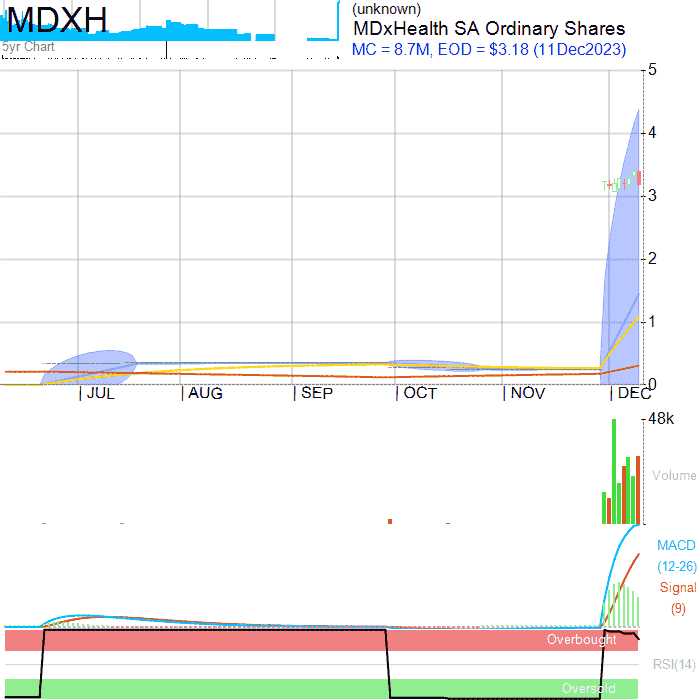 MDXH
(unknown)
MDxHealth SA Ordinary Shares
5yr Chart
MC = 8.7M, EOD = $3.18 (11Dec2023)
5
4
3
2
1
0
JUL AUG SEP OCT NOV DEC
48k
Volume
MACD
(12-26)
Signal
(9)
Overbought
RSI(14)
Oversold